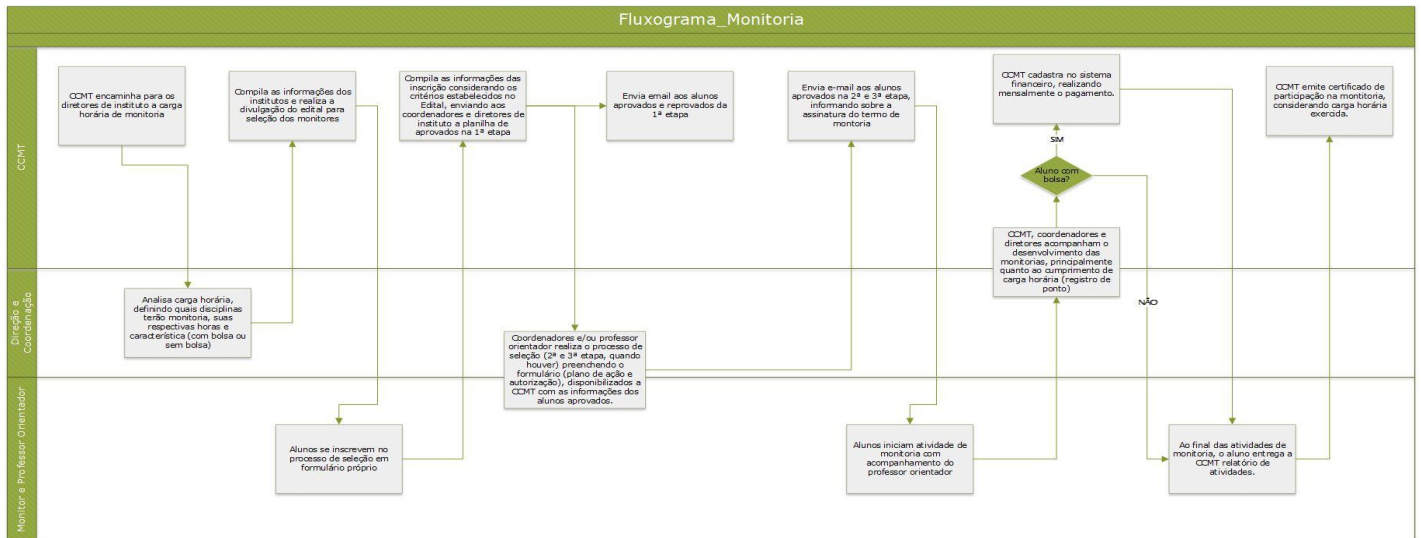 Fluxograma_Monitoria
CCMT
CCMT encaminha para os
diretores de instituto a carga
horária de monitoria
Compila as informações dos
institutos e realiza a
divulgação do edital para
seleção dos monitores
Compila as informações das
inscrição considerando os
critérios estabelecidos no
Edital, enviando aos
coordenadores e diretores de
instituto a planilha de
aprovados na 1ª etapa
Envia email aos alunos
aprovados e reprovados da
1ª etapa
Envia e-mail aos alunos
aprovados na 2ª e 3ª etapa,
informando sobre a
assinatura do termo de
montoria
CCMT cadastra no sistema
financeiro, realizando
mensalmente o pagamento.
SIM
Aluno com
bolsa?
NÃO
CCMT, coordenadores e
diretores acompanham o
desenvolvimento das
monitorias, principalmente
quanto ao cumprimento de
carga horária (registro de
ponto)
CCMT emite certificado de
participação na monitoria,
considerando carga horária
exercida.
Direção e
Coordenação
Analisa carga horária,
definindo quais disciplinas
terão monitoria, suas
respectivas horas e
característica (com bolsa ou
sem bolsa)
Coordenadores e/ou professor
orientador realiza o processo de
seleção (2ª e 3ª etapa, quando
houver) preenchendo o
formulário (plano de ação e
autorização), disponibilizados a
CCMT com as informações dos
alunos aprovados.
Monitor e Professor Orientador
Alunos se inscrevem no
processo de seleção em
formulário próprio
Alunos iniciam atividade de
monitoria com
acompanhamento do
professor orientador
Ao final das atividades de
monitoria, o aluno entrega a
CCMT relatório de
atividades.